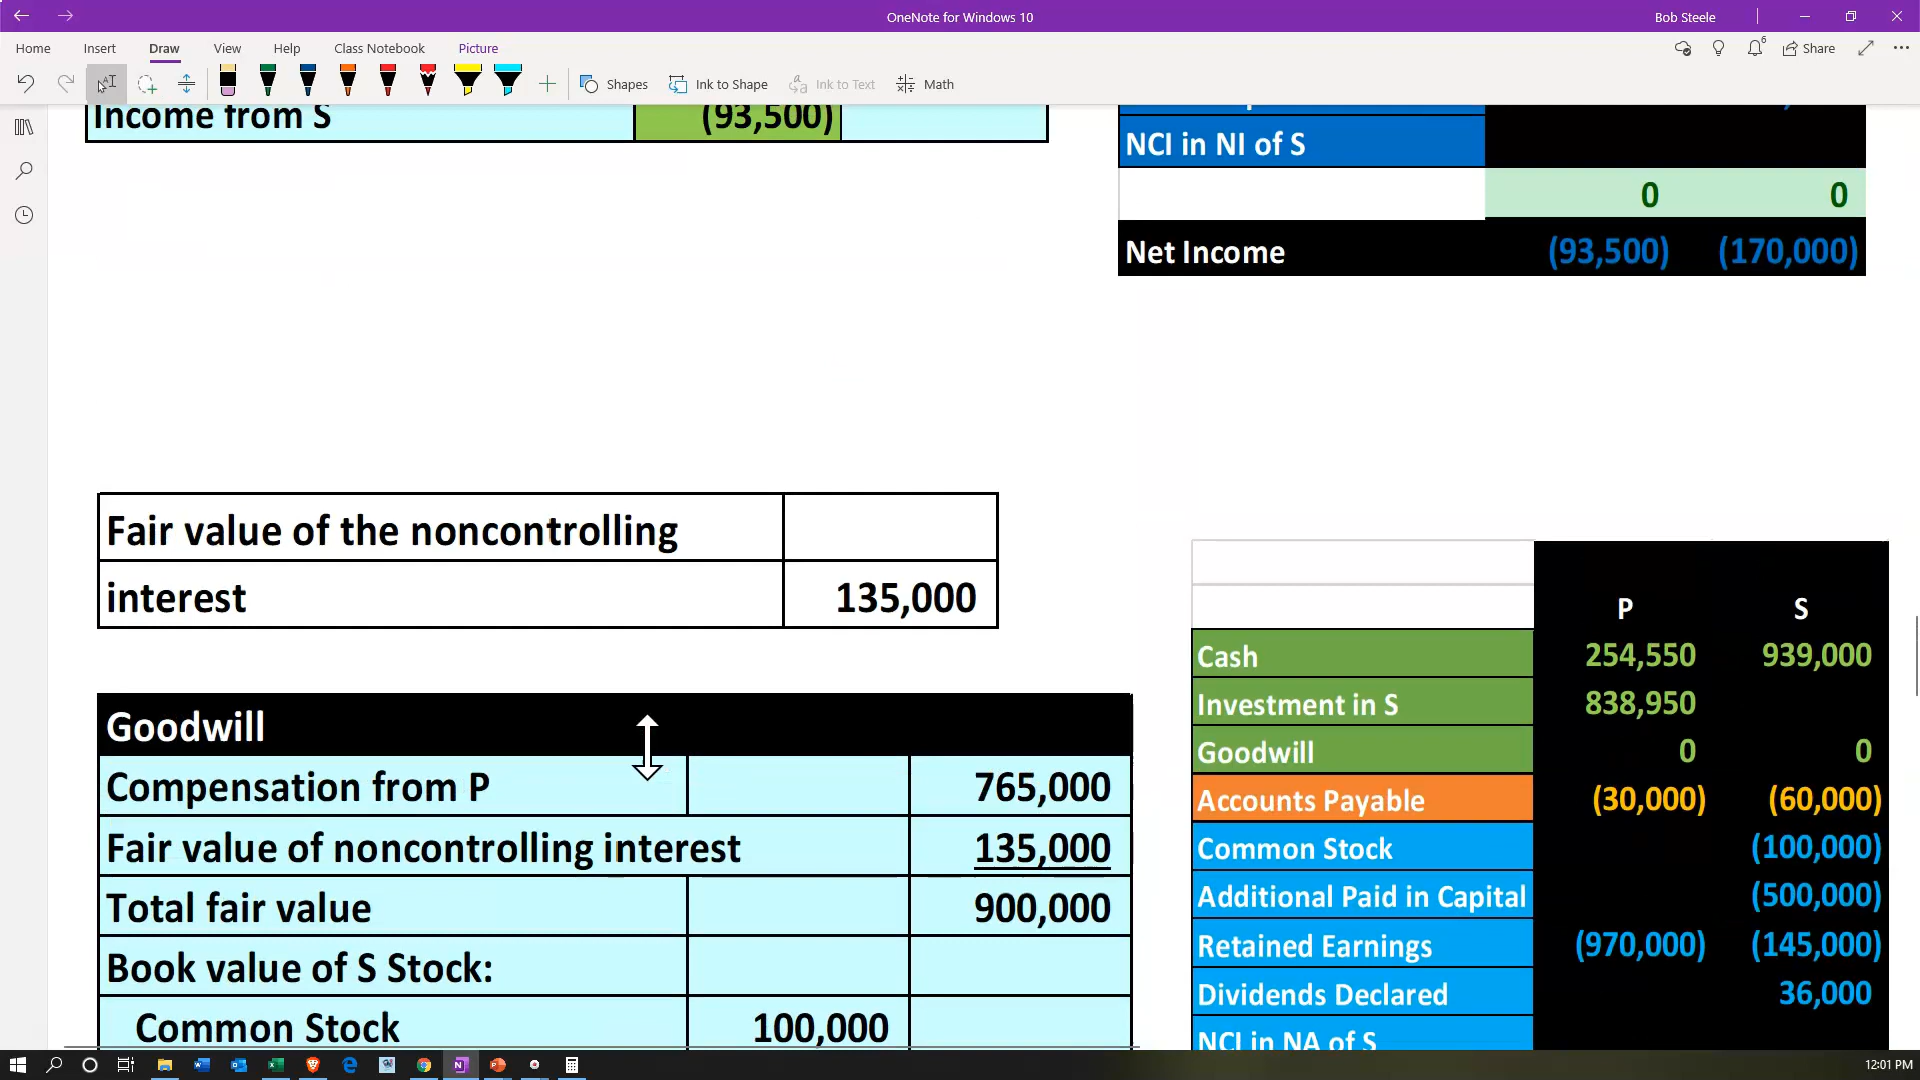 OneNote for Windows 10
Bob Steele
Home Insert Draw View Help Class Notebook Picture
Share
Shapes Ink to Shape Ink to Text Math
Income from S (93,500)
NCI in NI of S
0 0
Net Income (93,500) (170,000)
Fair value of the noncontrolling
interest 135,000
Goodwill
Compensation from P 765,000
Fair value of noncontrolling interest 135,000
Total fair value 900,000
Book value of S Stock:
Common Stock 100,000
P S
Cash 254,550 939,000
Investment in S 838,950
Goodwill 0 0
Accounts Payable (30,000) (60,000)
Common Stock (100,000)
Additional Paid in Capital (500,000)
Retained Earnings (970,000) (145,000)
Dividends Declared 36,000
NCI in NA of S
12:01 PM